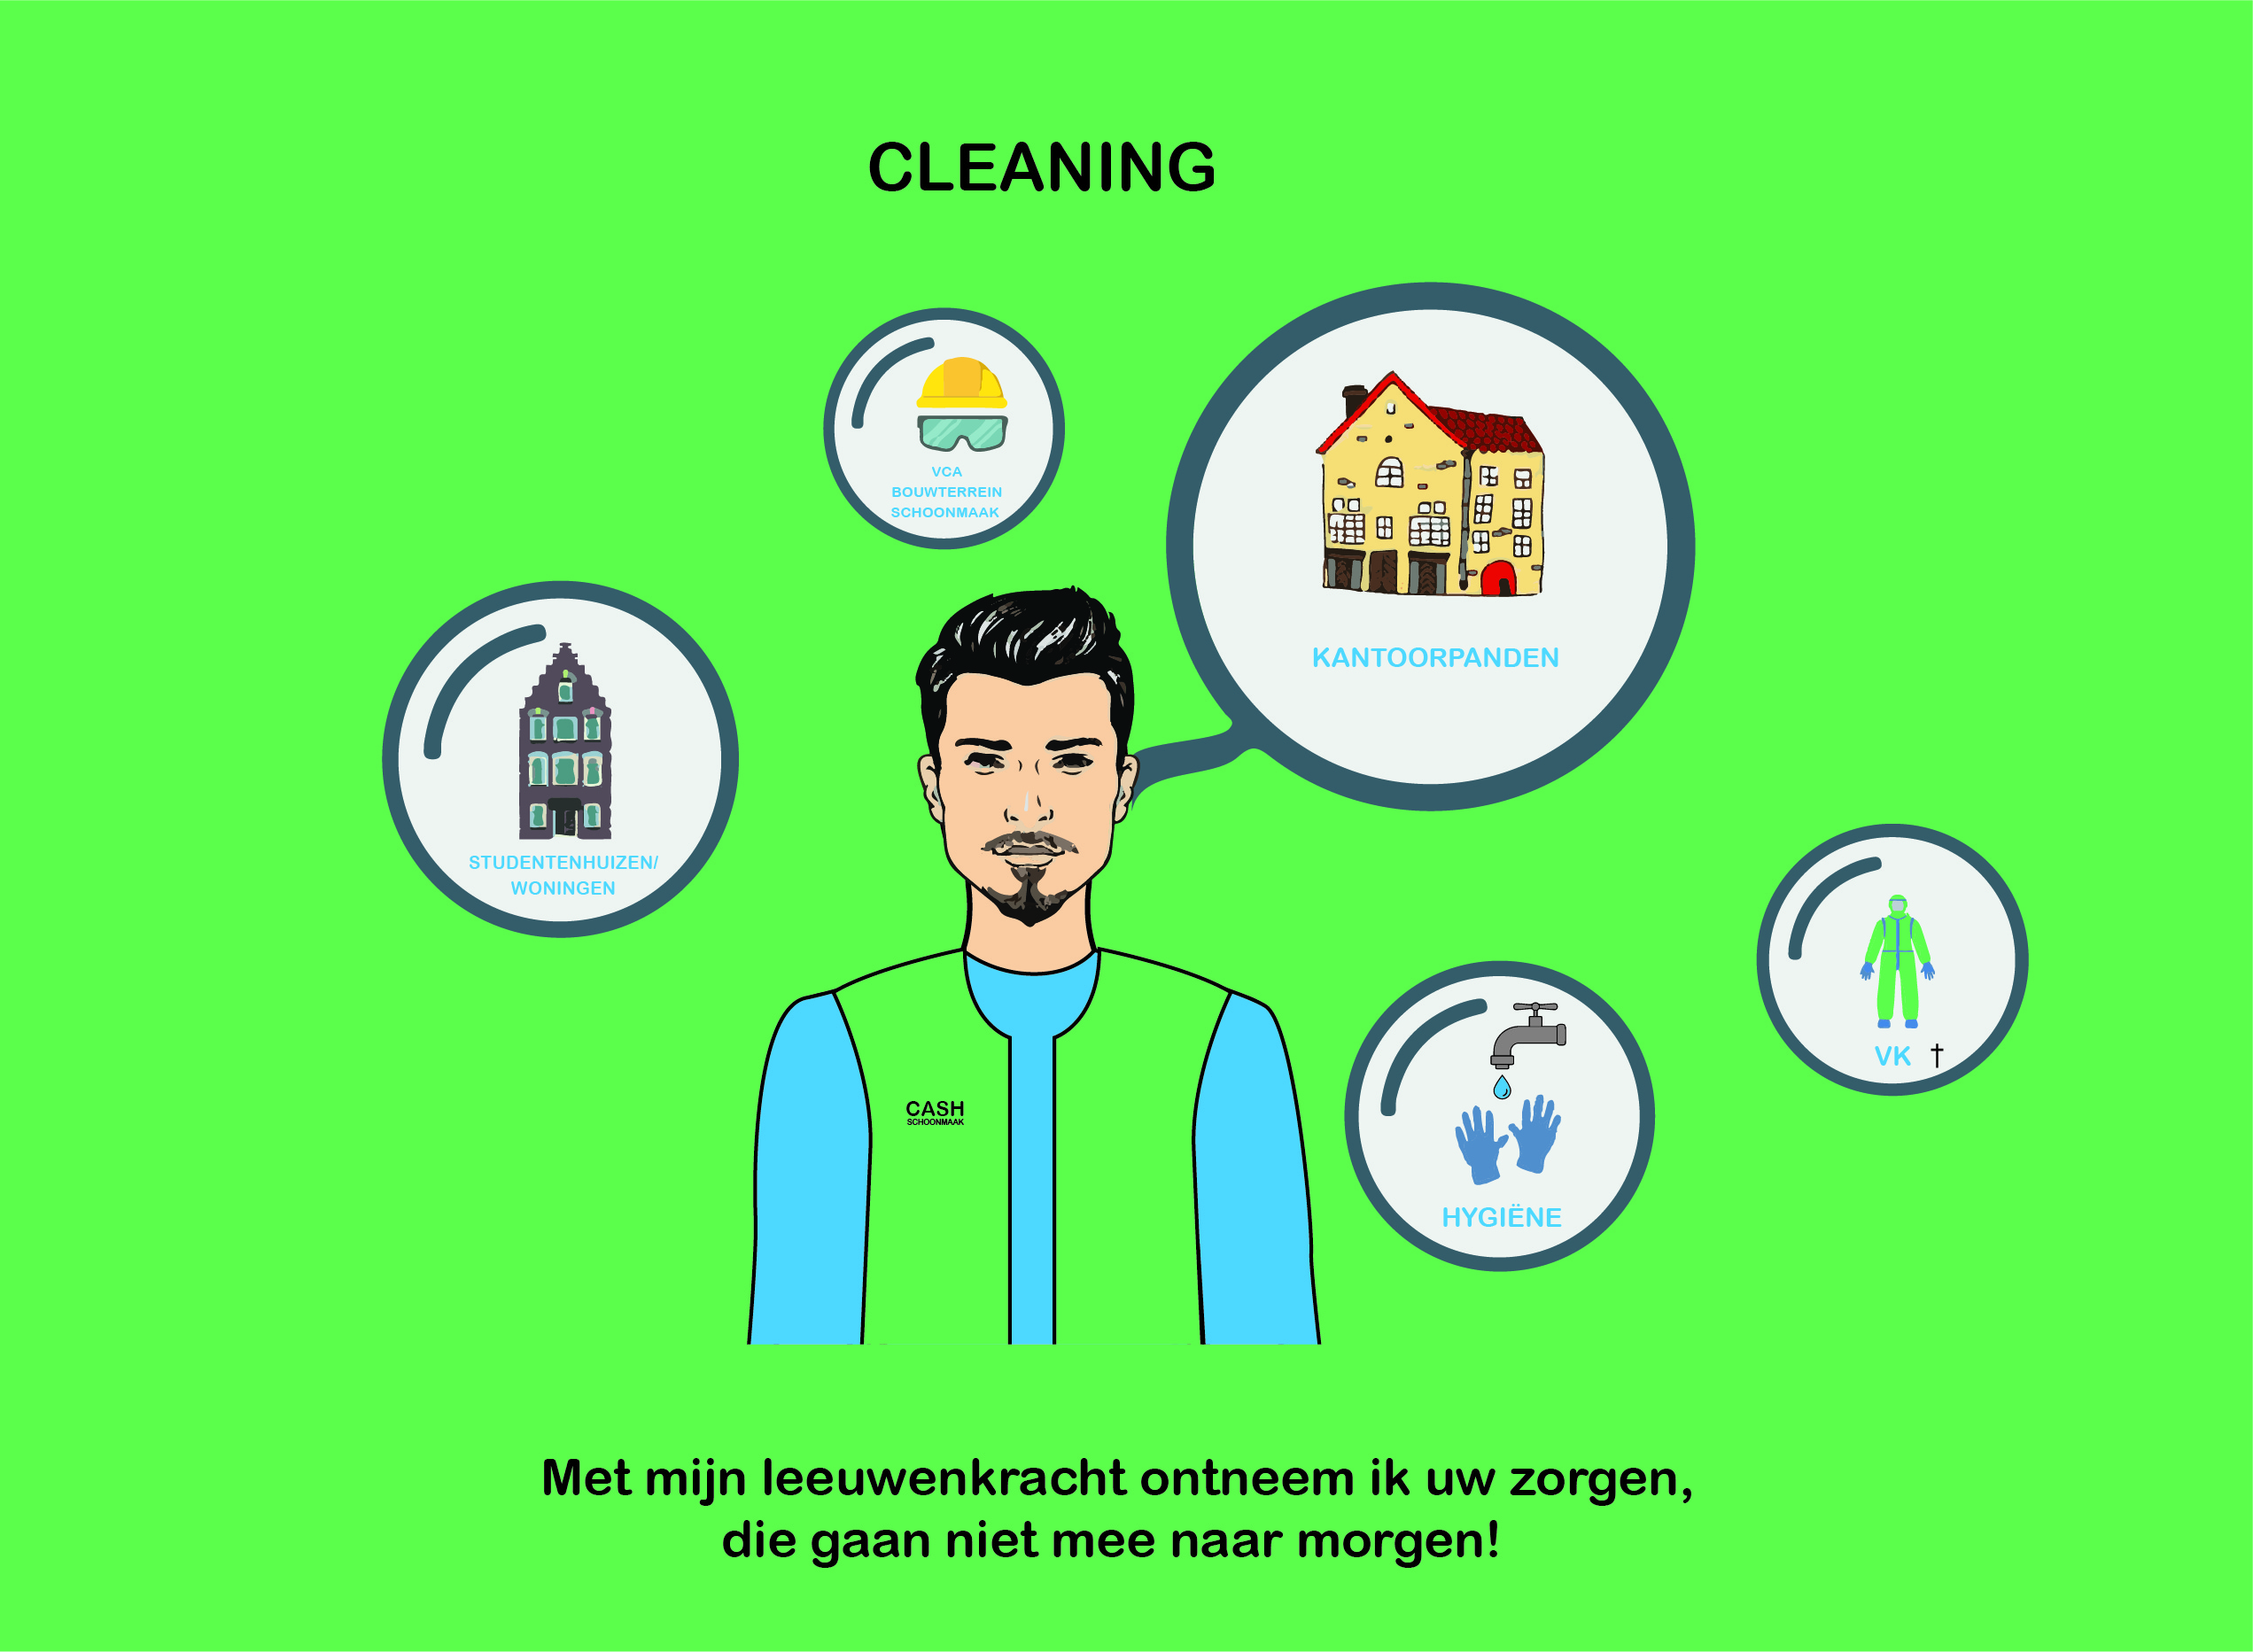 CLEANING
VCA
BOUWTERREIN
SCHOONMAAK
KANTOORPANDEN
STUDENTENHUIZEN/
WONINGEN
VK †
CASH
SCHOONMAAK
HYGIËNE
Met mijn leeuwenkracht ontneem ik uw zorgen,
die gaan niet mee naar morgen!